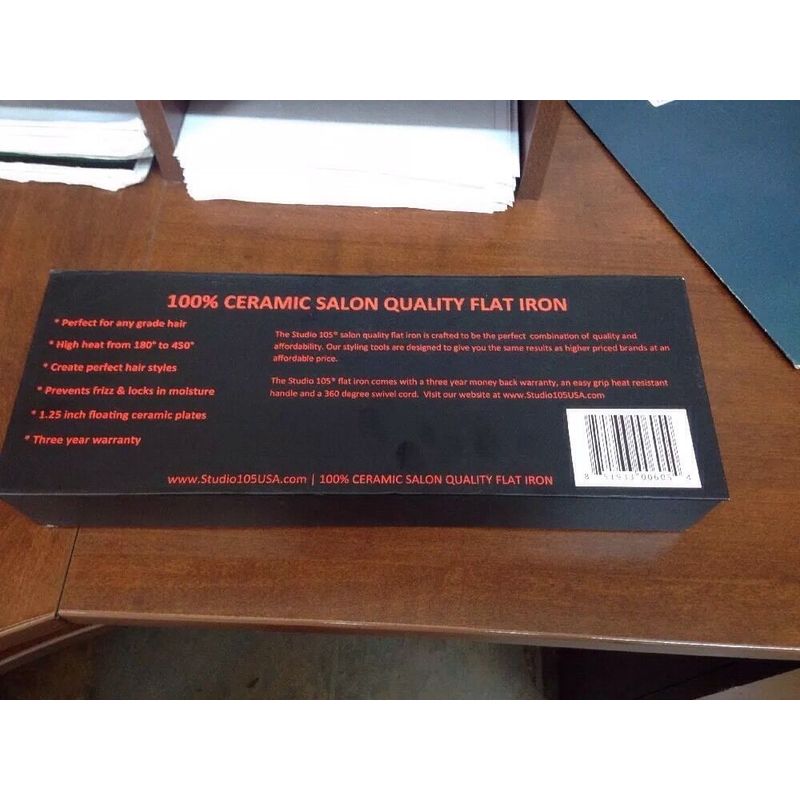 100% CERAMIC SALON QUALITY FLAT IRON
* Perfect for any grade hair
* High heat from 180° to 450°
* Create perfect hair styles
* Prevents frizz & locks in moisture
* 1.25 inch floating ceramic plates
* Three year warranty
The Studio 105® salon quality flat iron is crafted to be the perfect combination of quality and
affordability. Our styling tools are designed to give you the same results as higher priced brands at an
affordable price.
The Studio 105® flat iron comes with a three year money back warranty, an easy grip heat resistant
handle and a 360 degree swivel cord. Visit our website at www.Studio105USA.com
8 51933 00605 4
www.Studio105USA.com | 100% CERAMIC SALON QUALITY FLAT IRON